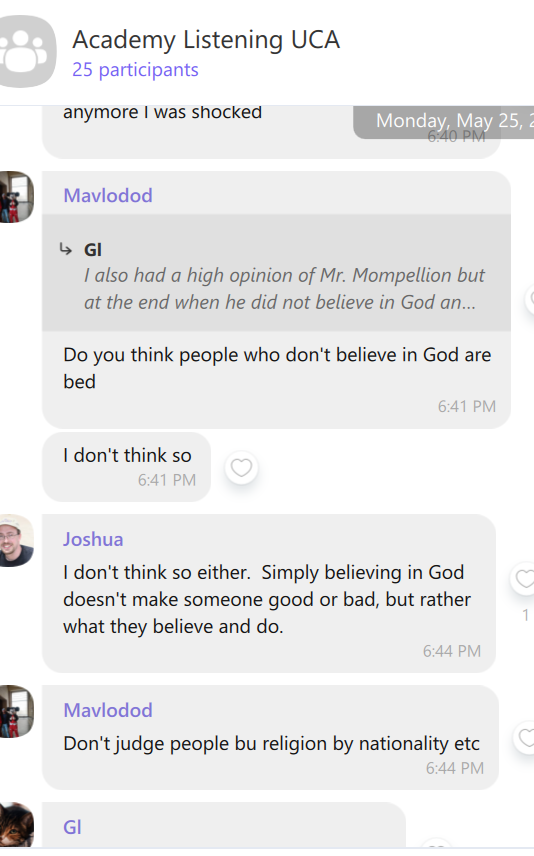 Academy Listening UCA
25 participants
anymore I was shocked
Monday, May 25, 2
6:40 PM
Mavlodod
Gl
I also had a high opinion of Mr. Mompellion but
at the end when he did not believe in God an...
Do you think people who don't believe in God are
bed
6:41 PM
I don't think so
6:41 PM
Joshua
I don't think so either.  Simply believing in God
doesn't make someone good or bad, but rather
what they believe and do.
1
6:44 PM
Mavlodod
Don't judge people bu religion by nationality etc
6:44 PM
Gl